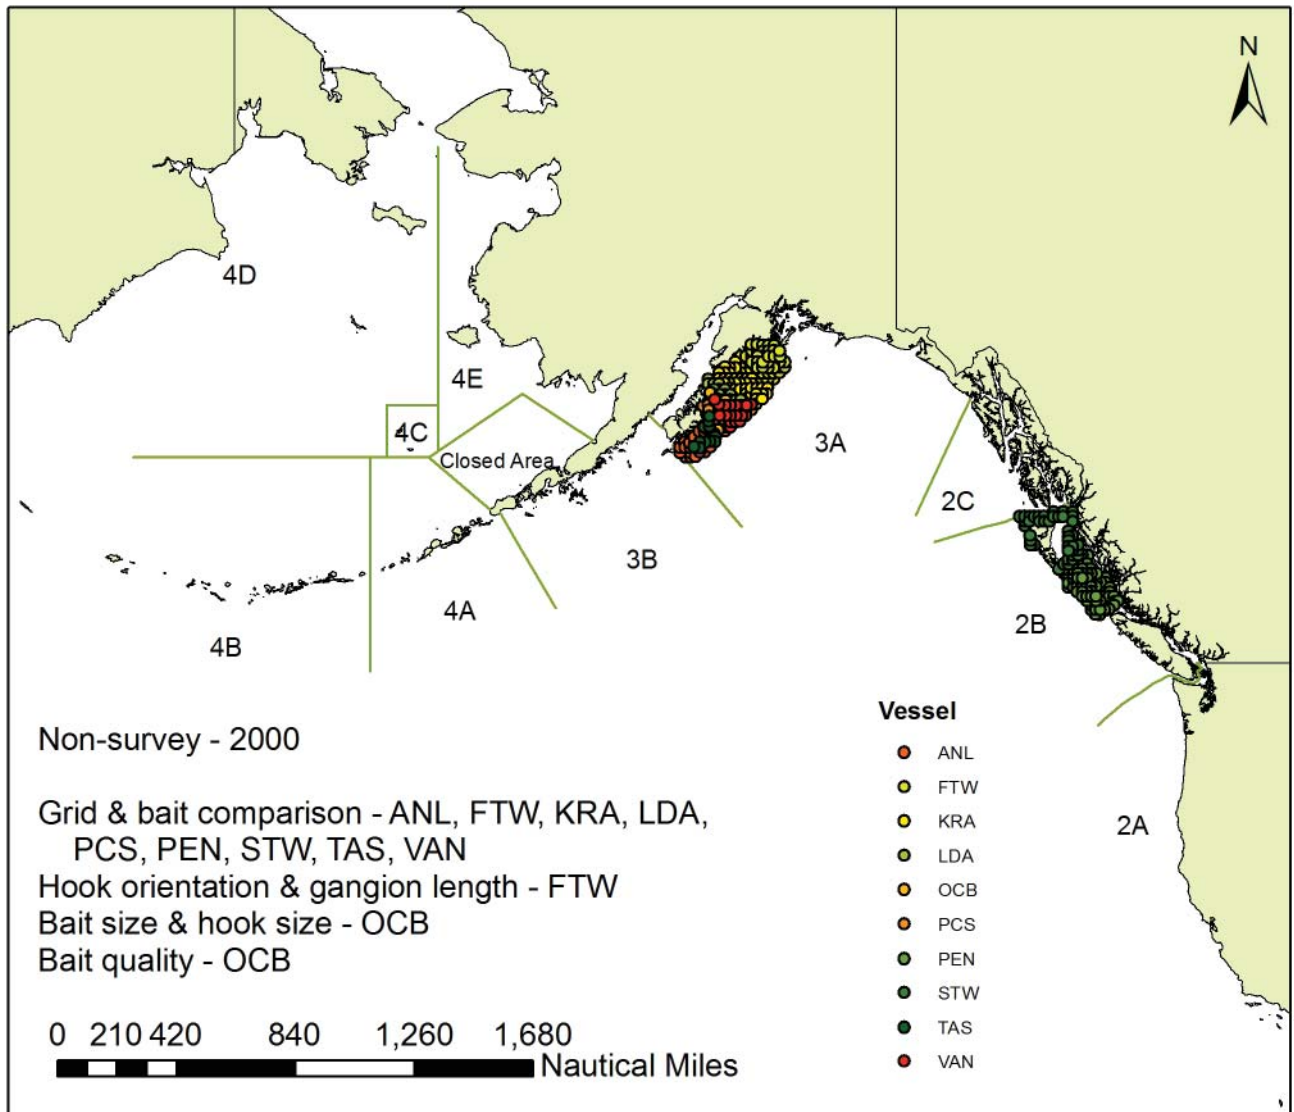 N
4D
4E
4C
Closed Area
3A
2C
3B
4A
2B
4B
2A
Non-survey - 2000
Grid & bait comparison - ANL, FTW, KRA, LDA,
PCS, PEN, STW, TAS, VAN
Hook orientation & gangion length - FTW
Bait size & hook size - OCB
Bait quality - OCB
0 210 420 840 1,260 1,680
Nautical Miles
Vessel
ANL
FTW
KRA
LDA
OCB
PCS
PEN
STW
TAS
VAN